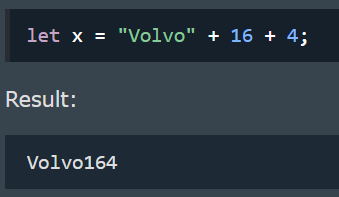 let x = "Volvo" + 16 + 4;
Result:
Volvo164